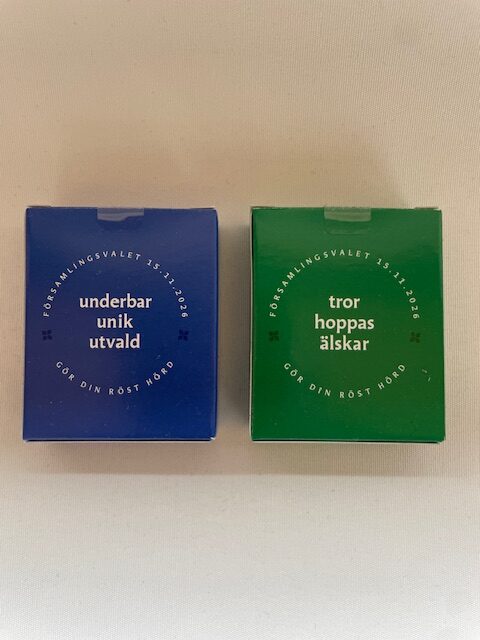 FÖRSAMLINGSVALET 15.11.2026
underbar
unik
utvald
GÖR DIN RÖST HÖRD
FÖRSAMLINGSVALET 15.11.2026
tror
hoppas
älskar
GÖR DIN RÖST HÖRD